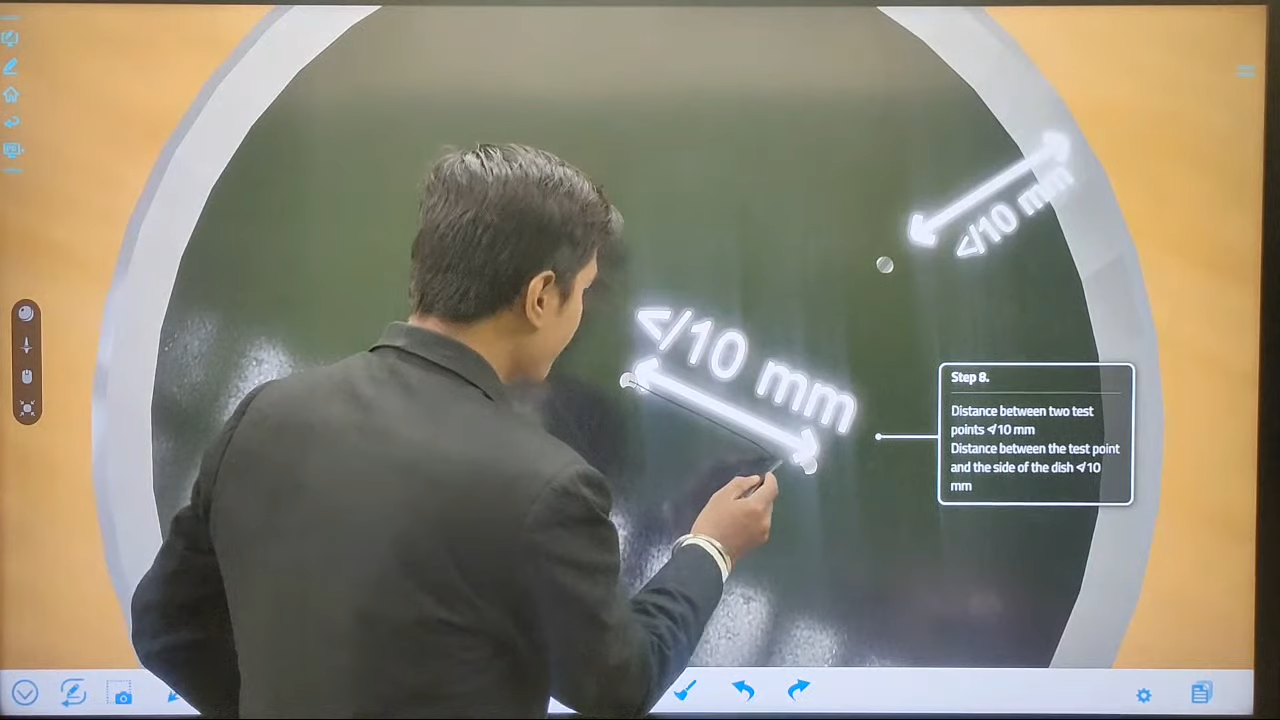 </10 mm
</10 mm
Step 8.
Distance between two test
points ≮10 mm
Distance between the test point
and the side of the dish ≮10
mm